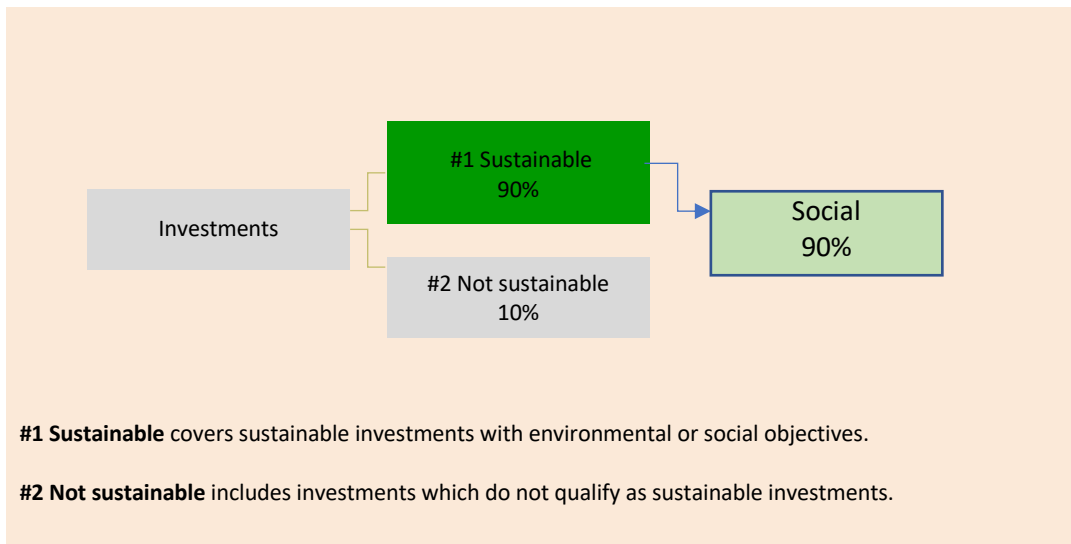 #1 Sustainable
90%
Investments
Social
90%
#2 Not sustainable
10%
#1 Sustainable covers sustainable investments with environmental or social objectives.
#2 Not sustainable includes investments which do not qualify as sustainable investments.